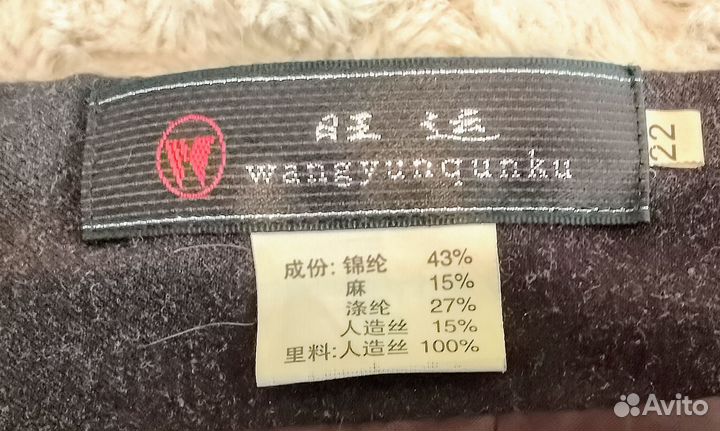 旺 运
wangyunqunku
22
成份:锦纶 43%
麻 15%
涤纶 27%
人造丝 15%
里料:人造丝 100%
Avito